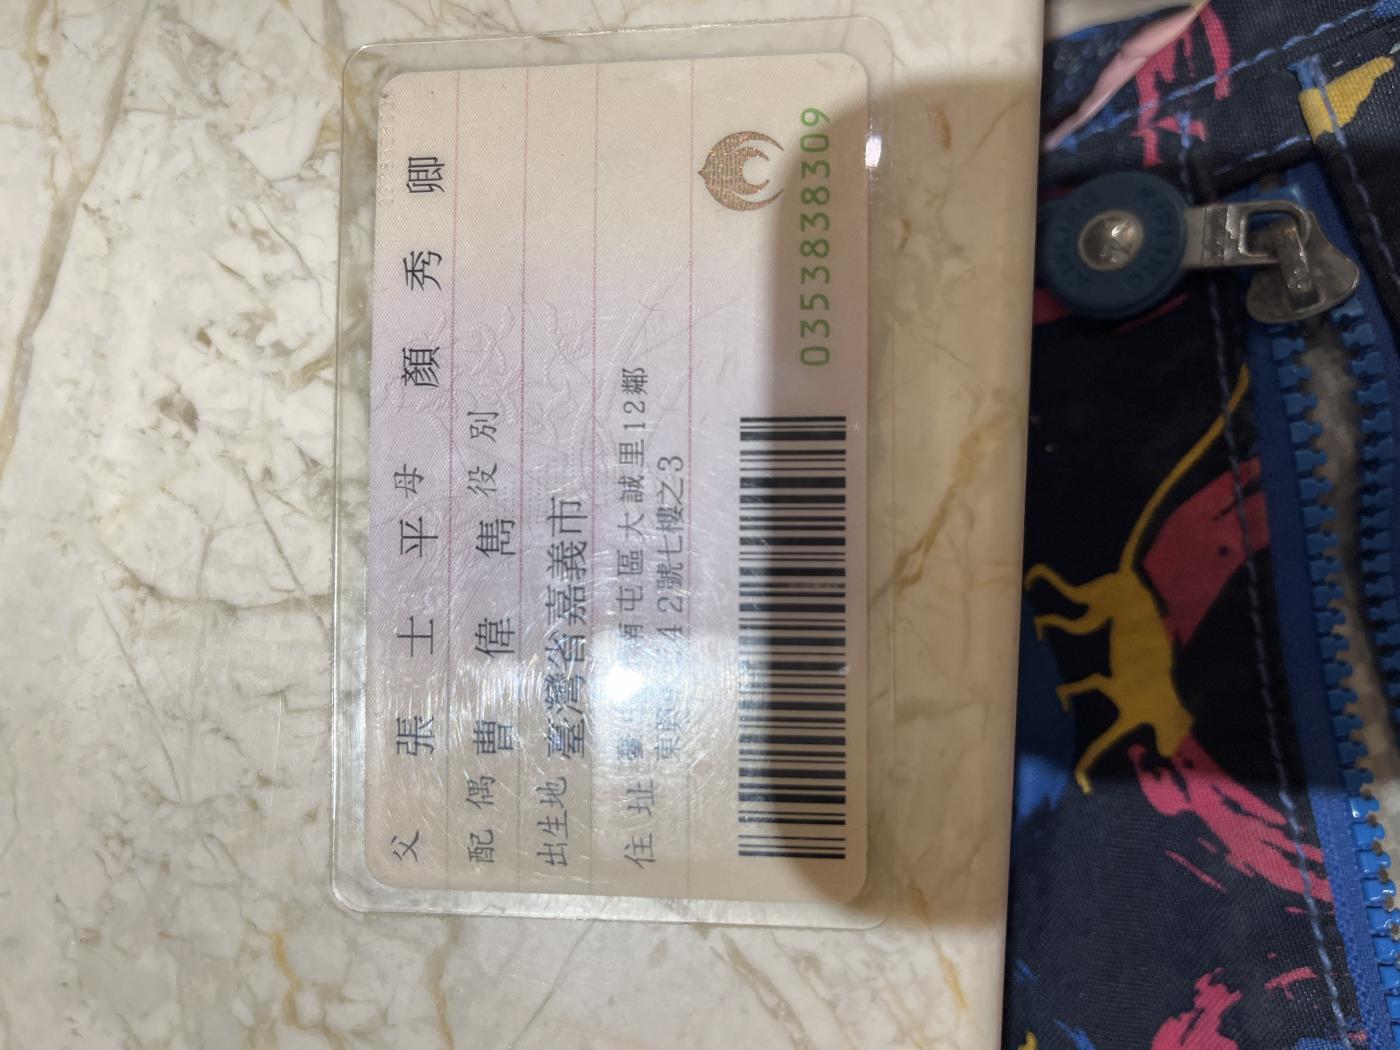 父 張士平 母 顏秀卿
配偶 曹偉雋 役別
出生地 臺灣省嘉義市
住址 屯區大誠里12鄰
42號七樓之3
0353838309
KIPLING